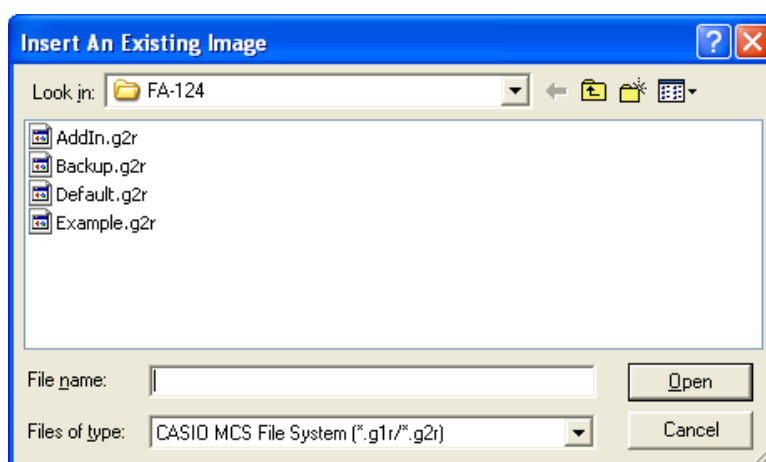 Insert An Existing Image
Look in: FA-124
AddIn.g2r
Backup.g2r
Default.g2r
Example.g2r
File name: Open
Files of type: CASIO MCS File System (*.g1r/*.g2r) Cancel